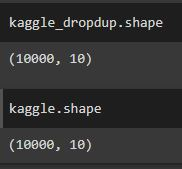 kaggle_dropdup.shape
(10000, 10)
kaggle.shape
(10000, 10)